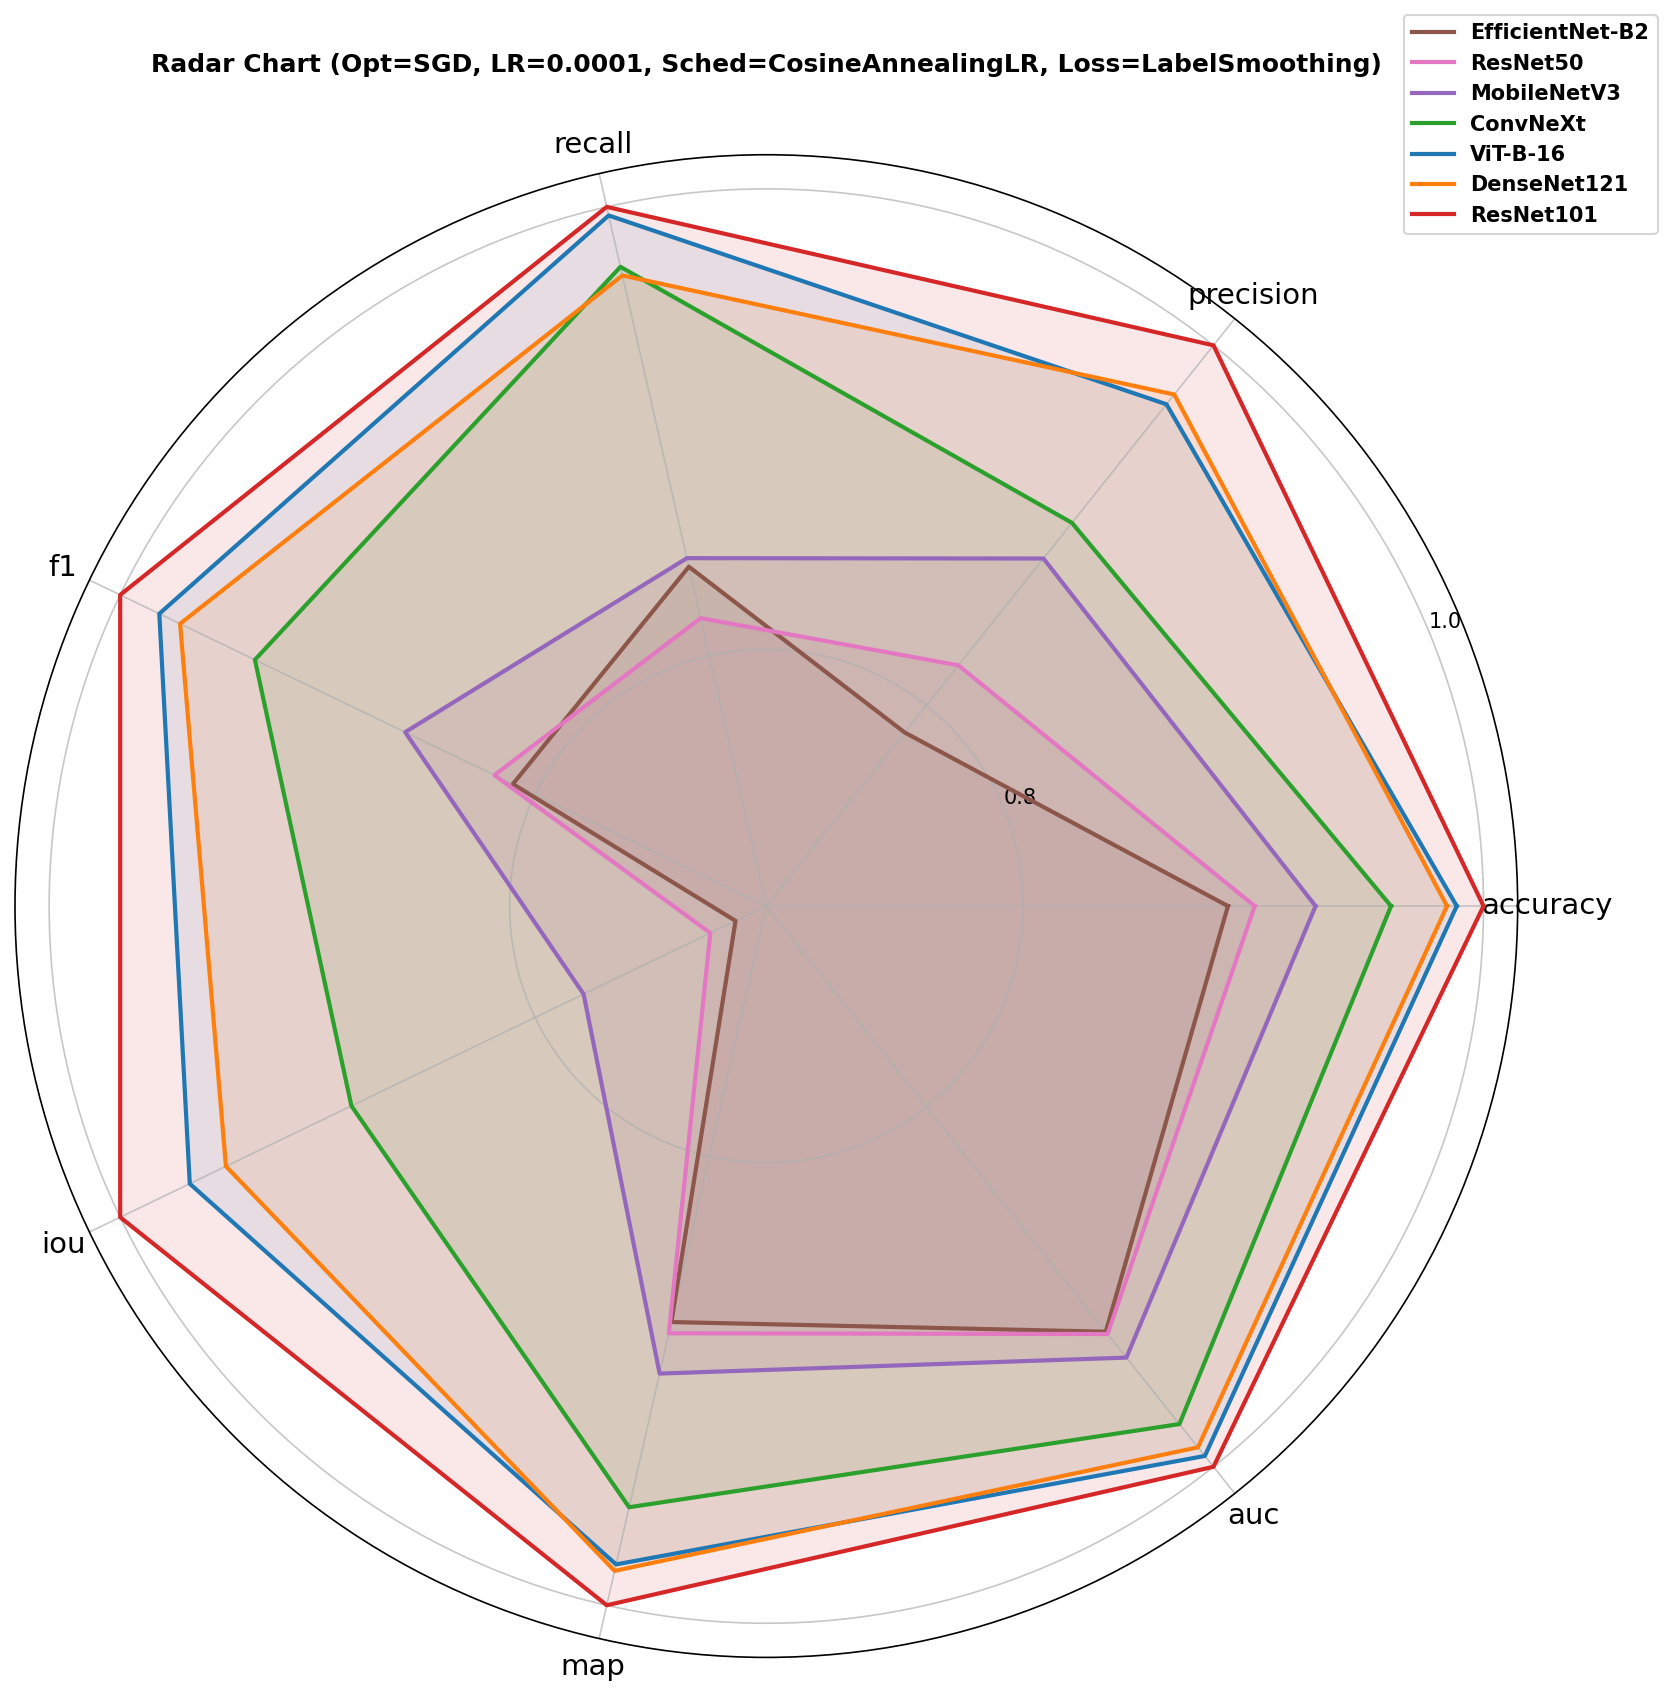 Radar Chart (Opt=SGD, LR=0.0001, Sched=CosineAnnealingLR, Loss=LabelSmoothing)
EfficientNet-B2
ResNet50
MobileNetV3
ConvNeXt
ViT-B-16
DenseNet121
ResNet101
recall
precision
f1
1.0
0.8
accuracy
iou
auc
map